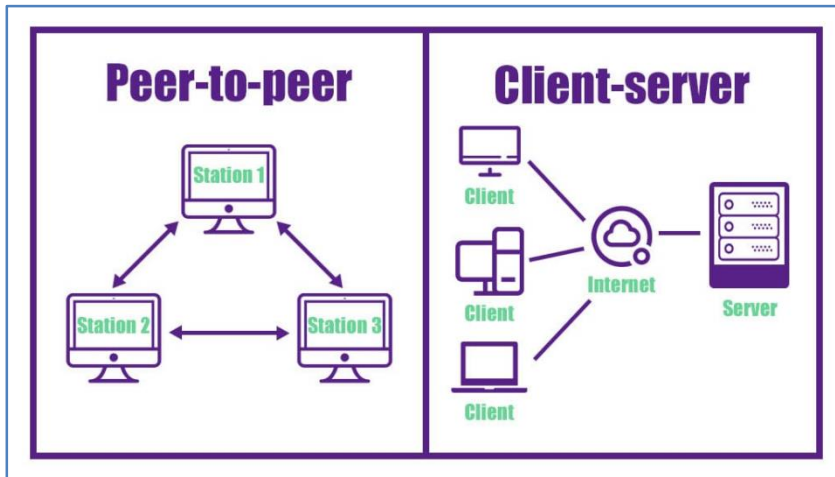 Peer-to-peer
Station 1
Station 2
Station 3
Client-server
Client
Client
Client
Internet
Server